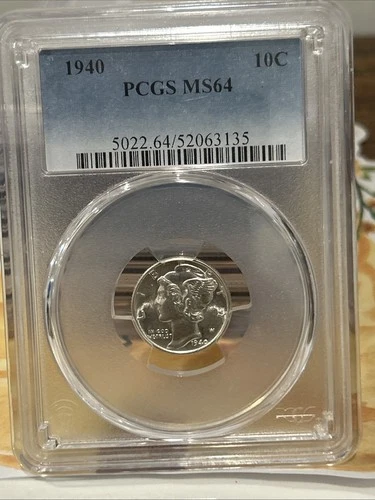 1940 10C
PCGS MS64
5022.64/52063135
IN GOD
WE TRUST
1940